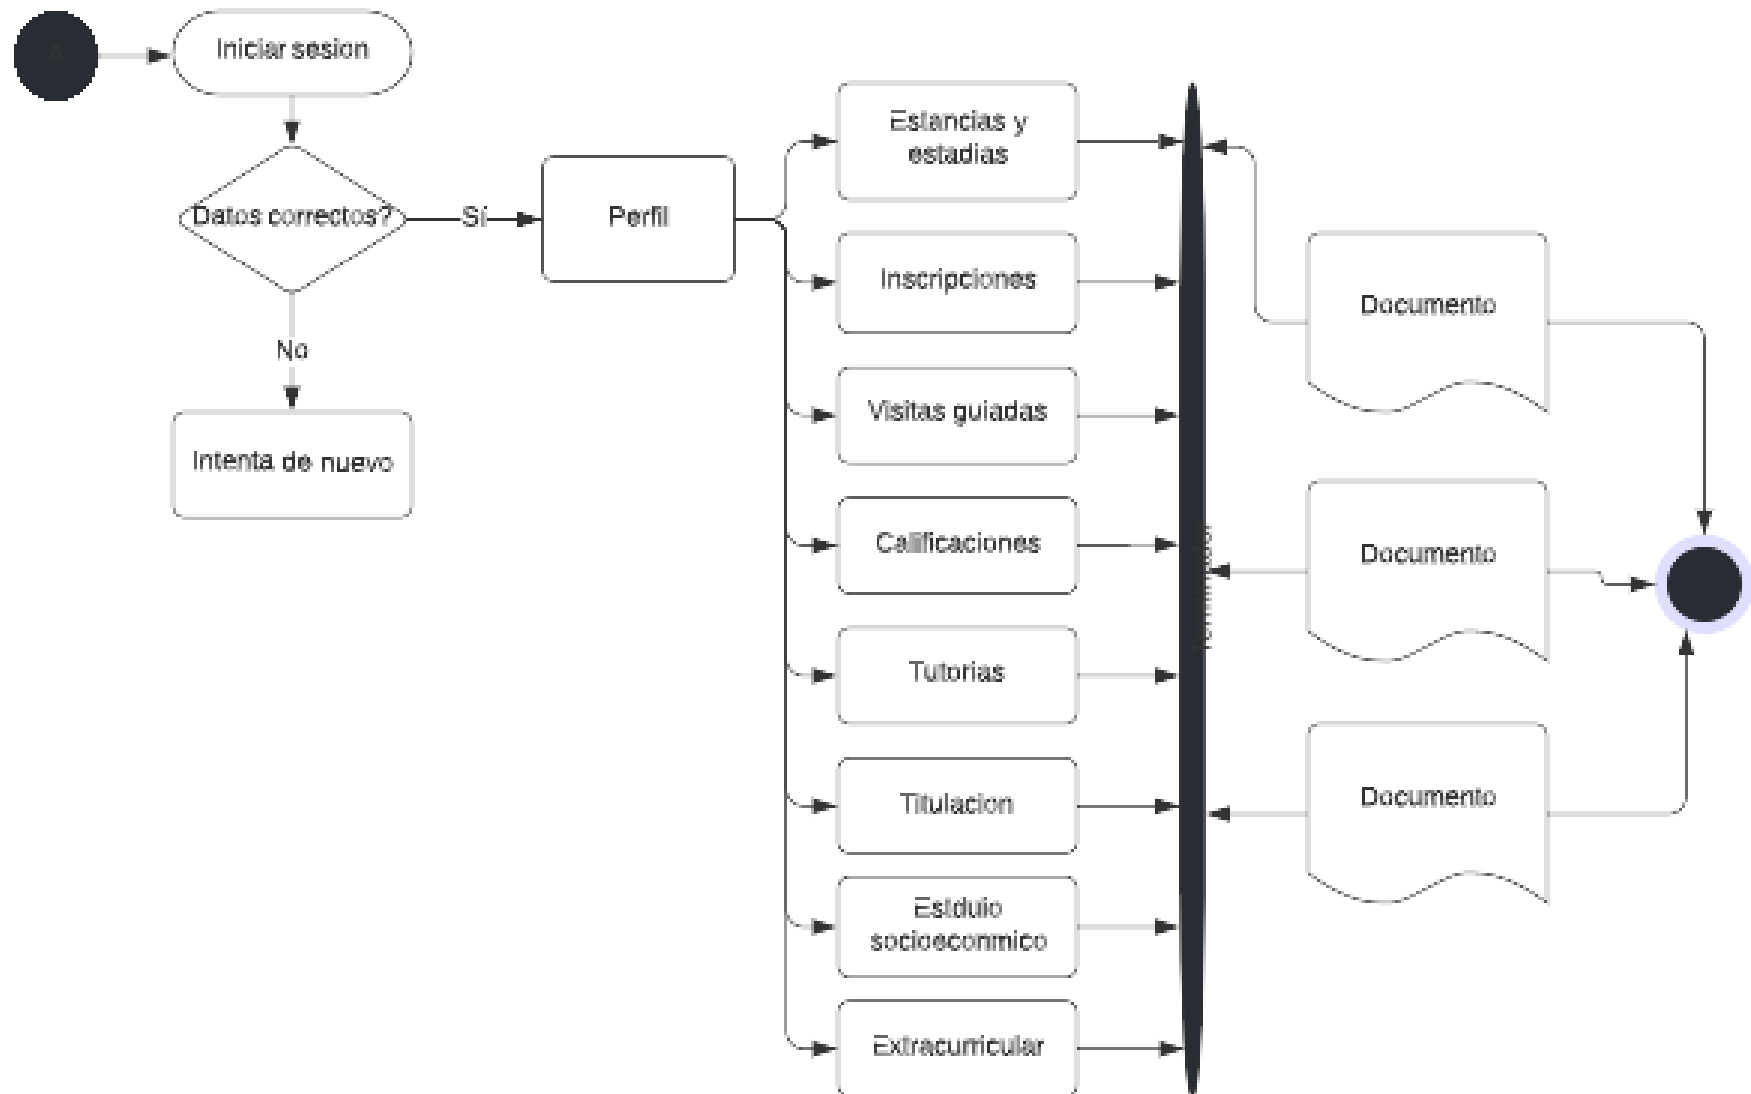 A
Iniciar sesion
Datos correctos?
Sí
No
Intenta de nuevo
Perfil
Estancias y
estadias
Inscripciones
Visitas guiadas
Calificaciones
Tutorias
Titulacion
Estduio
socioeconmico
Extracurricular
Documento
Documento
Documento